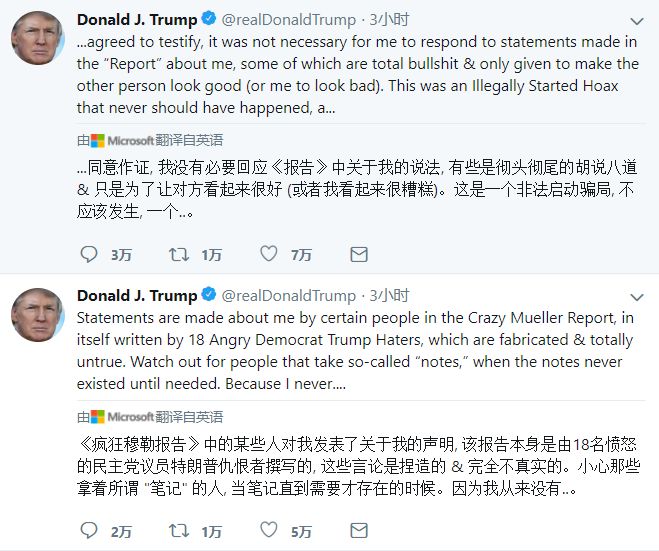 Donald J. Trump @realDonaldTrump · 3小时
...agreed to testify, it was not necessary for me to respond to statements made in
the “Report” about me, some of which are total bullshit & only given to make the
other person look good (or me to look bad). This was an Illegally Started Hoax
that never should have happened, a...
由 Microsoft 翻译自英语
...同意作证, 我没有必要回应《报告》中关于我的说法, 有些是彻头彻尾的胡说八道
& 只是为了让对方看起来很好 (或者我看起来很糟糕)。这是一个非法启动骗局, 不
应该发生, 一个..。
3万 1万 7万
Donald J. Trump @realDonaldTrump · 3小时
Statements are made about me by certain people in the Crazy Mueller Report, in
itself written by 18 Angry Democrat Trump Haters, which are fabricated & totally
untrue. Watch out for people that take so-called “notes,” when the notes never
existed until needed. Because I never....
由 Microsoft 翻译自英语
《疯狂穆勒报告》中的某些人对我发表了关于我的声明, 该报告本身是由18名愤怒
的民主党议员特朗普仇恨者撰写的, 这些言论是捏造的 & 完全不真实的。小心那些
拿着所谓 "笔记" 的人, 当笔记直到需要才存在的时候。因为我从来没有..。
2万 1万 5万